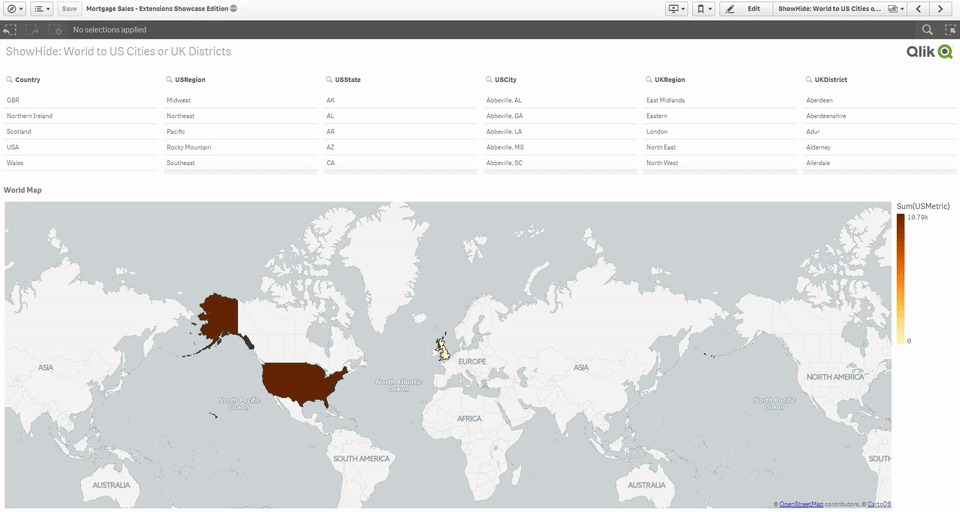 Save Mortgage Sales - Extensions Showcase Edition Edit ShowHide: World to US Cities o...
No selections applied
ShowHide: World to US Cities or UK Districts Qlik
Country USRegion USState USCity UKRegion UKDistrict
GBR Midwest AK Abbeville, AL East Midlands Aberdeen
Northern Ireland Northeast AL Abbeville, GA Eastern Aberdeenshire
Scotland Pacific AR Abbeville, LA London Adur
USA Rocky Mountain AZ Abbeville, MS North East Alderney
Wales Southeast CA Abbeville, SC North West Allerdale
World Map
Sum(USMetric)
10.79k
0
ASIA
EUROPE
ASIA
North Atlantic
Ocean
NORTH AMERICA
North Pacific
Ocean
North Pacific
Ocean
AFRICA
SOUTH AMERICA
SOUTH
AUSTRALIA
AUSTRALIA
© OpenStreetMap contributors, © CartoDB